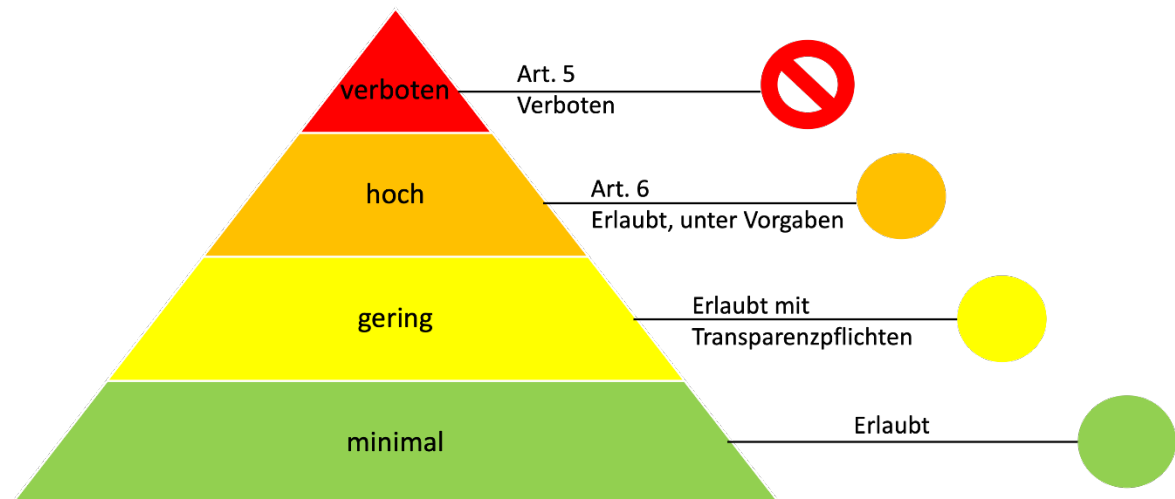 verboten
Art. 5
Verboten
hoch
Art. 6
Erlaubt, unter Vorgaben
gering
Erlaubt mit
Transparenzpflichten
minimal
Erlaubt